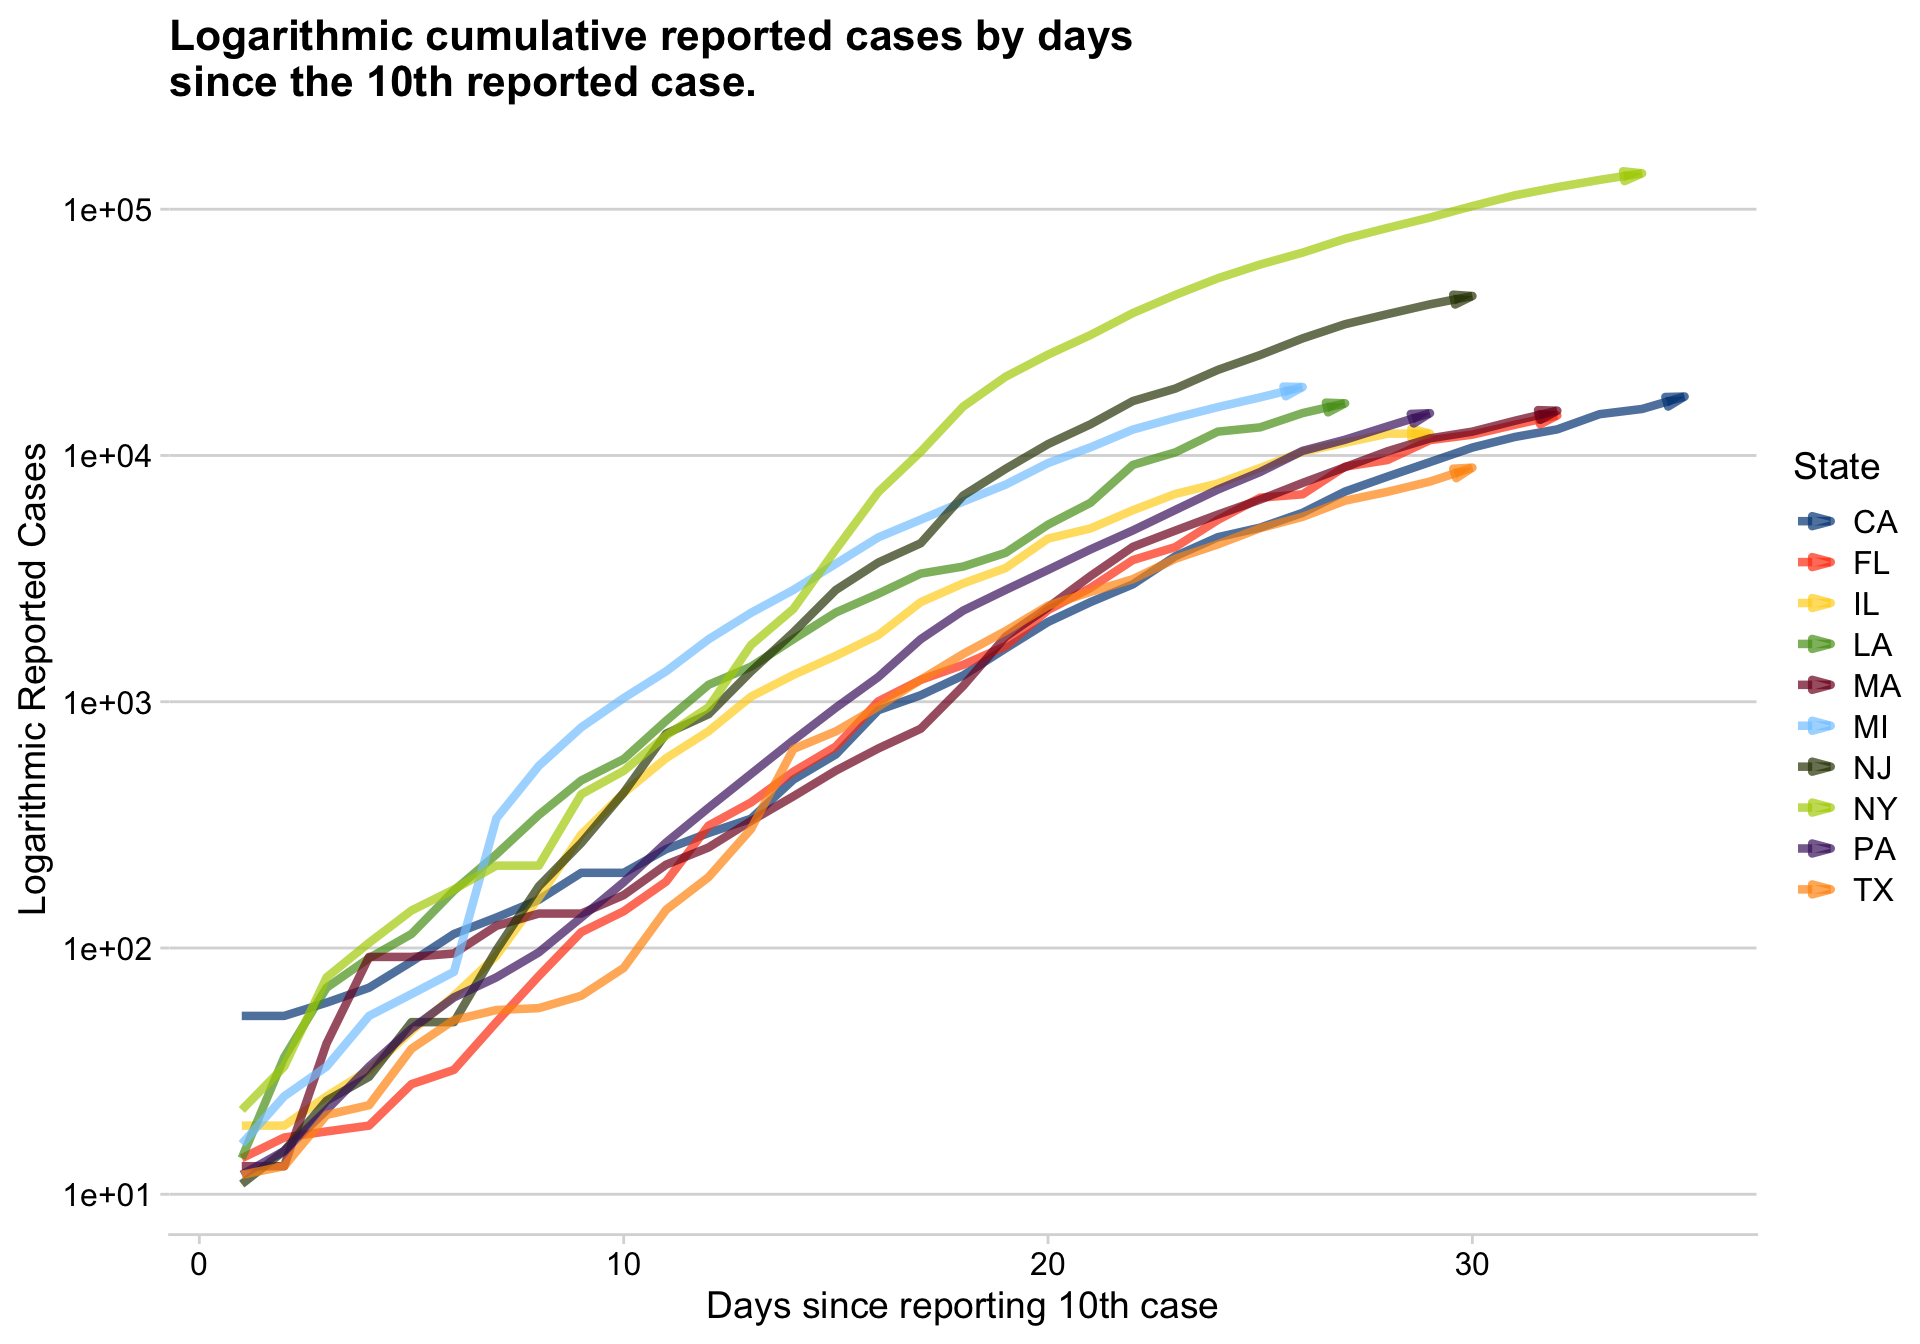 Logarithmic cumulative reported cases by days
since the 10th reported case.
Logarithmic Reported Cases
1e+05
1e+04
1e+03
1e+02
1e+01
0
10
20
30
Days since reporting 10th case
State
CA
FL
IL
LA
MA
MI
NJ
NY
PA
TX